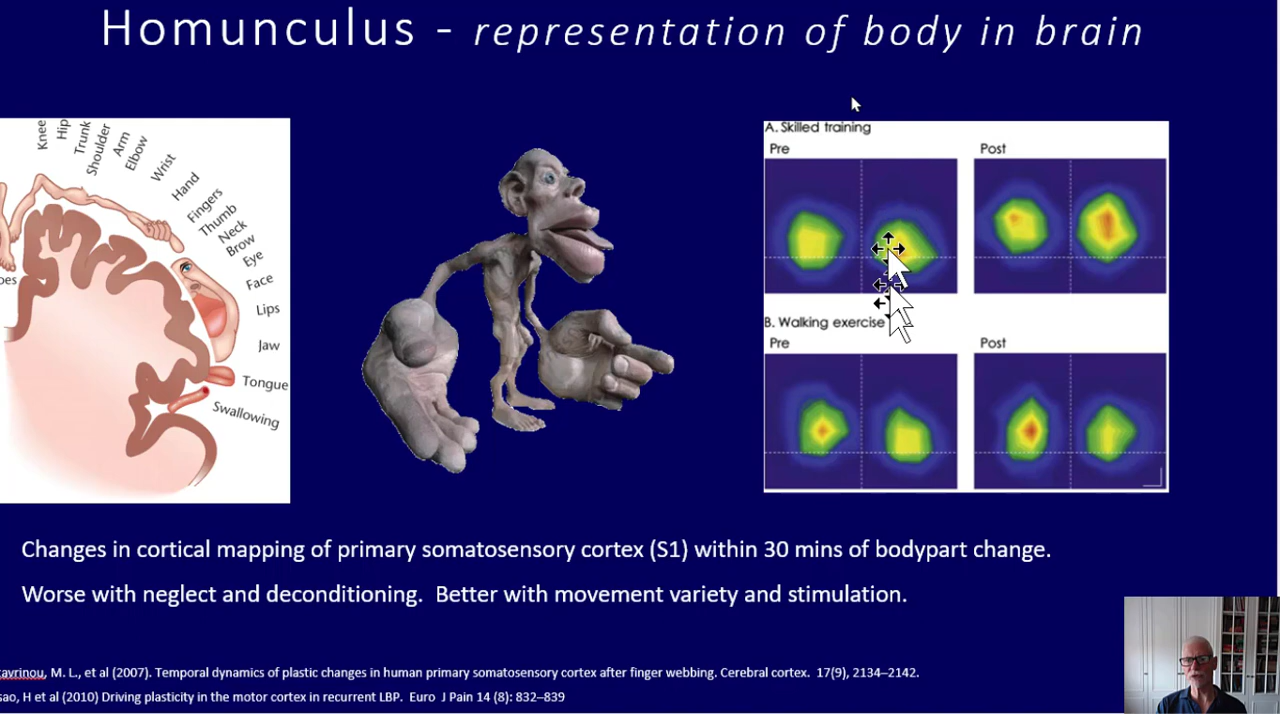 Homunculus - representation of body in brain
Knee
Hip
Trunk
Shoulder
Arm
Elbow
Wrist
Hand
Fingers
Thumb
Neck
Brow
Eye
Face
Lips
Jaw
Tongue
Swallowing
oes
A. Skilled training
Pre
Post
B. Walking exercise
Pre
Post
Changes in cortical mapping of primary somatosensory cortex (S1) within 30 mins of bodypart change.
Worse with neglect and deconditioning. Better with movement variety and stimulation.
avrinou, M. L., et al (2007). Temporal dynamics of plastic changes in human primary somatosensory cortex after finger webbing. Cerebral cortex. 17(9), 2134–2142.
sao, H et al (2010) Driving plasticity in the motor cortex in recurrent LBP. Euro J Pain 14 (8): 832–839